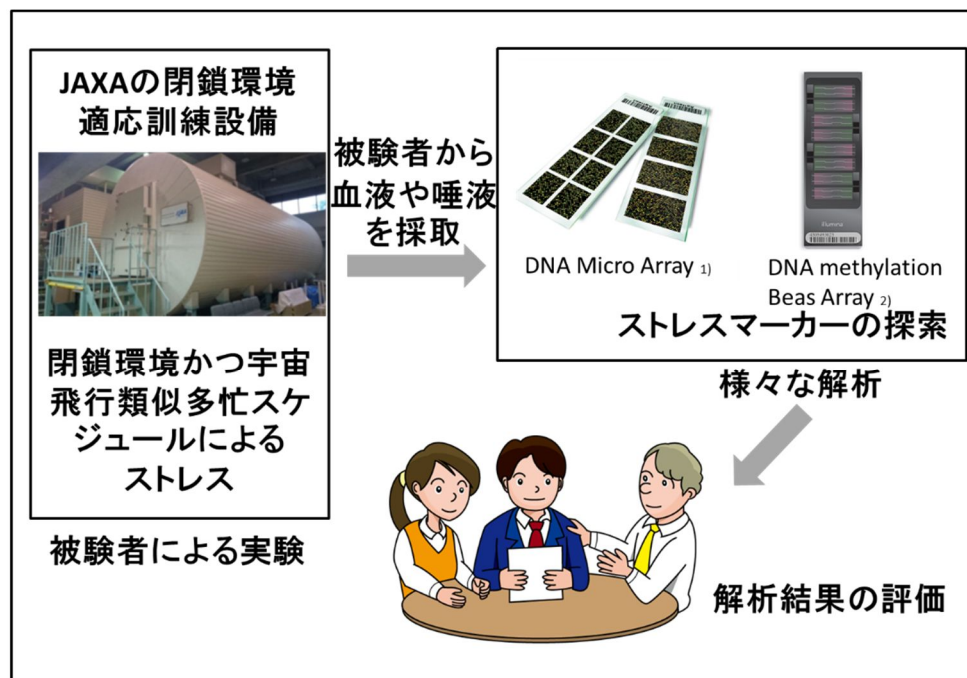 JAXAの閉鎖環境
適応訓練設備
閉鎖環境かつ宇宙
飛行類似多忙スケ
ジュールによる
ストレス
被験者による実験
被験者から
血液や唾液
を採取
DNA Micro Array 1)
DNA methylation
Beas Array 2)
ストレスマーカーの探索
様々な解析
解析結果の評価